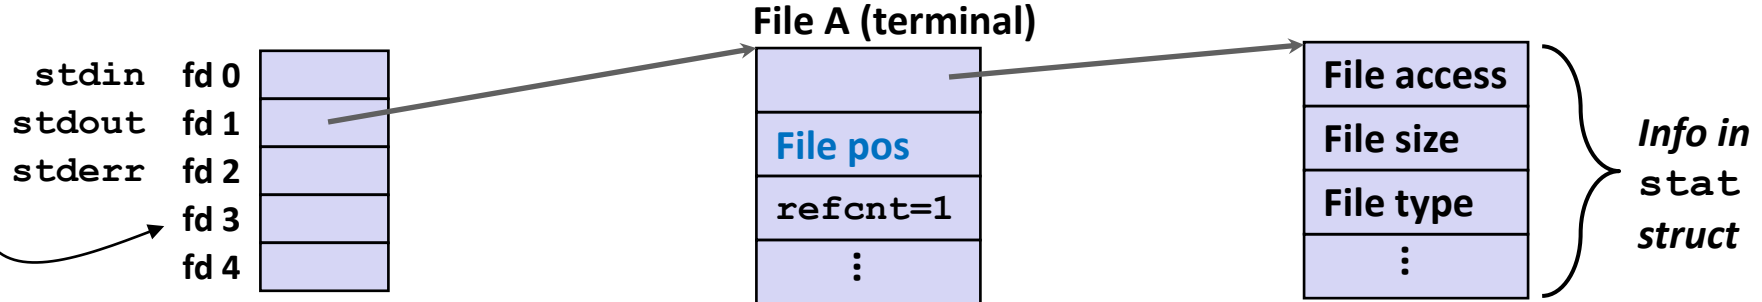 File A (terminal)
stdin fd 0
stdout fd 1
stderr fd 2
fd 3
fd 4
File pos
refcnt=1
⋮
File access
File size
File type
⋮
Info in
stat
struct